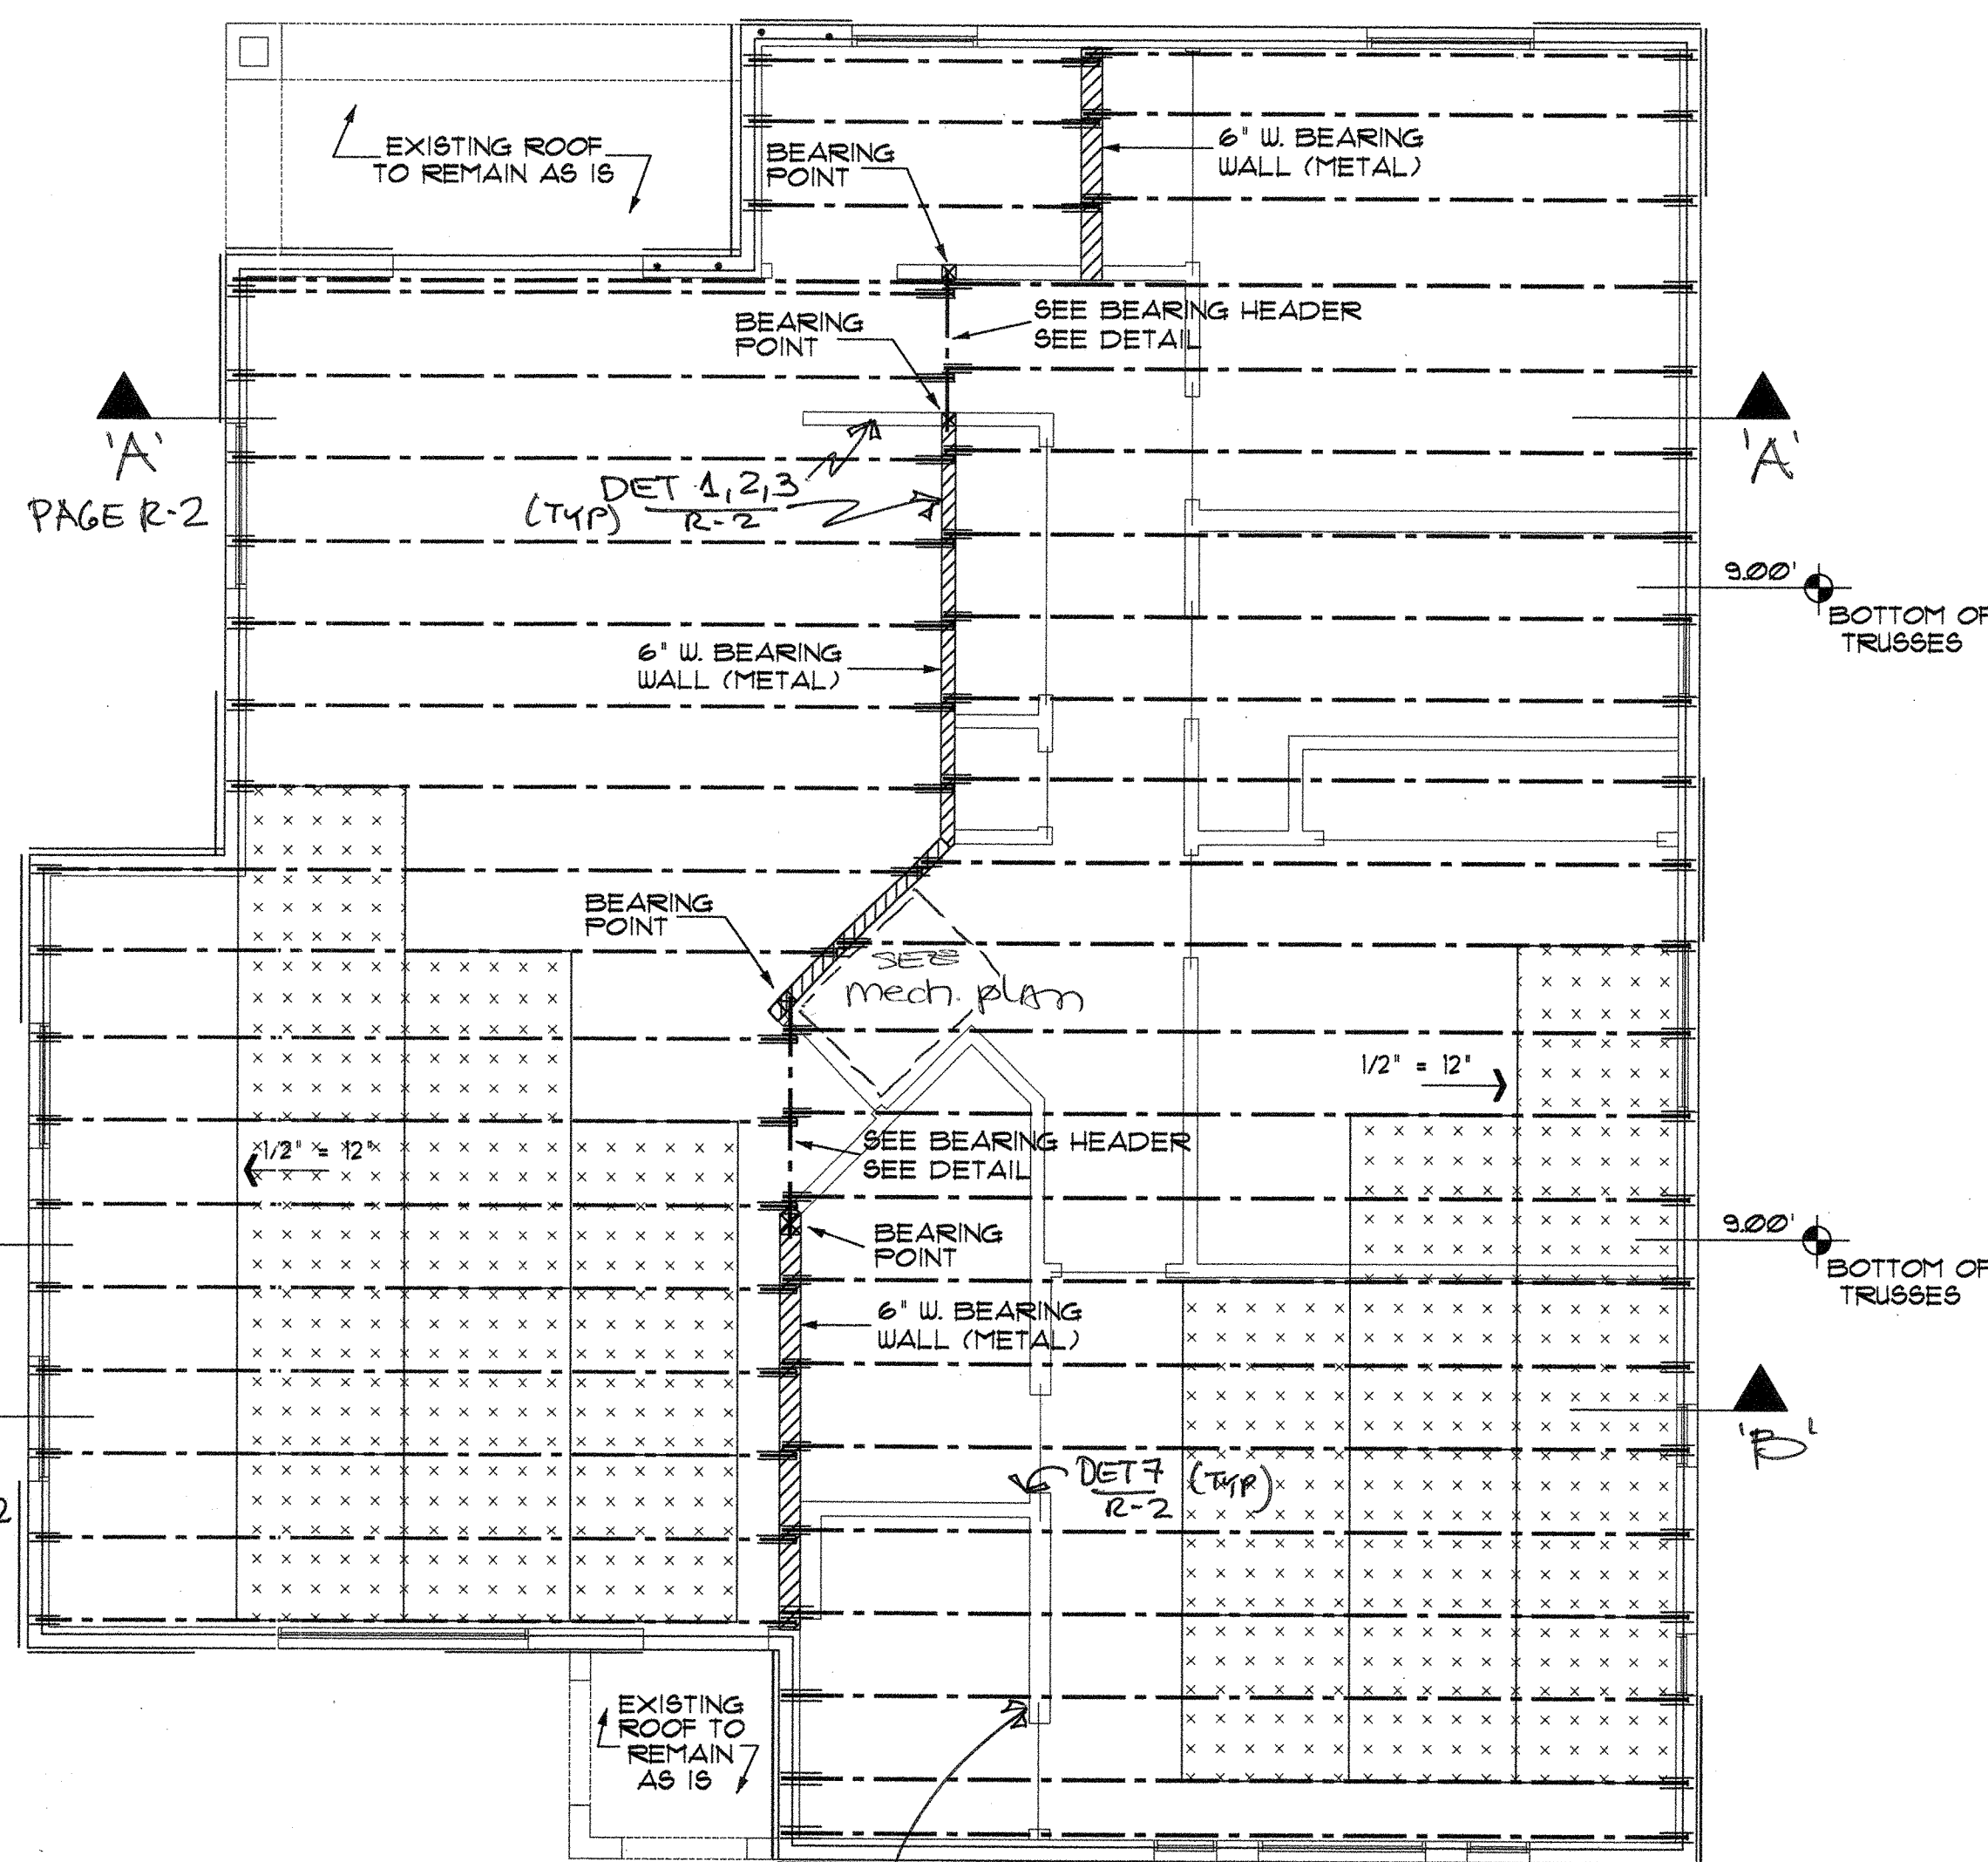 EXISTING ROOF
TO REMAIN AS IS
BEARING
POINT
6" W. BEARING
WALL (METAL)
BEARING
POINT
SEE BEARING HEADER
SEE DETAIL
'A'
PAGE R-2
'A'
DET 1,2,3
(TYP) R-2
9.00'
BOTTOM OF
TRUSSES
6" W. BEARING
WALL (METAL)
BEARING
POINT
SEE
mech. plan
1/2" = 12"
1/2" = 12"
SEE BEARING HEADER
SEE DETAIL
BEARING
POINT
9.00'
BOTTOM OF
TRUSSES
6" W. BEARING
WALL (METAL)
'B'
DET 7 (TYP)
R-2
2
EXISTING
ROOF TO
REMAIN
AS IS